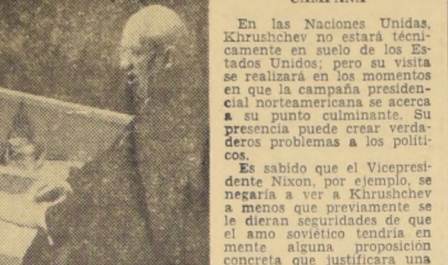 CAMPAÑA
En las Naciones Unidas,
Khrushchev no estará técni-
camente en suelo de los Es-
tados Unidos; pero su visita
se realizará en los momentos
en que la campaña presiden-
cial norteamericana se acerca
a su punto culminante. Su
presencia puede crear verda-
deros problemas a los políti-
cos.
Es sabido que el Vicepresi-
dente Nixon, por ejemplo, se
negaría a ver a Khrushchev
a menos que previamente se
le dieran seguridades de que
el amo soviético tendría en
mente alguna proposición
concreta que justificara una